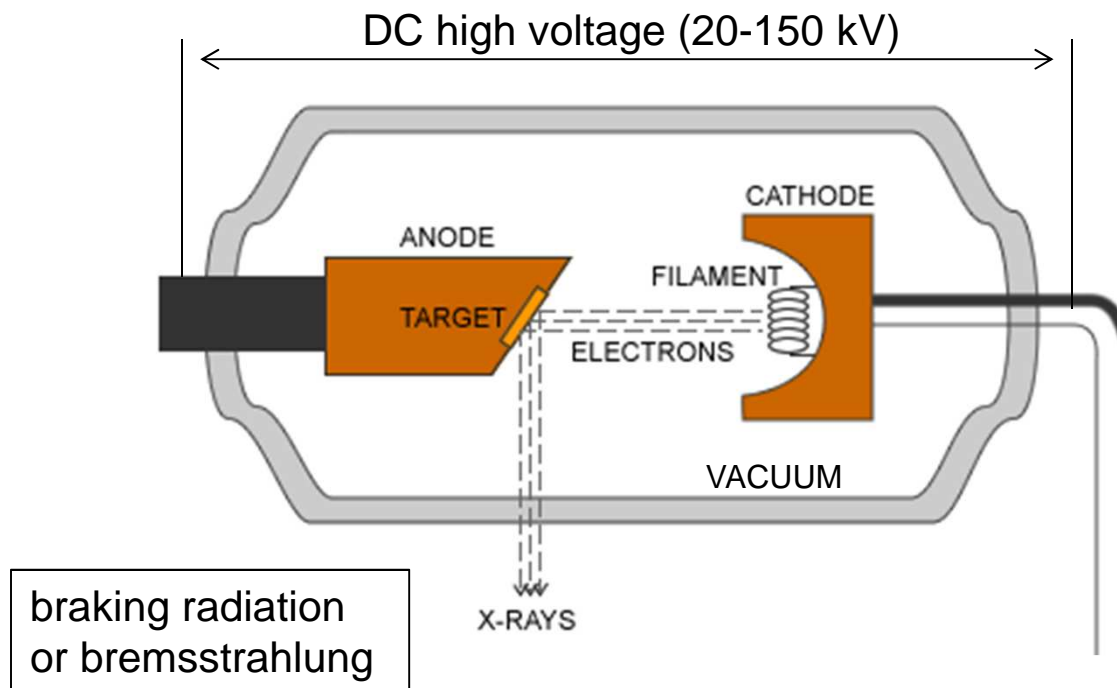 DC high voltage (20-150 kV)
CATHODE
ANODE
FILAMENT
TARGET
ELECTRONS
VACUUM
X-RAYS
braking radiation
or bremsstrahlung